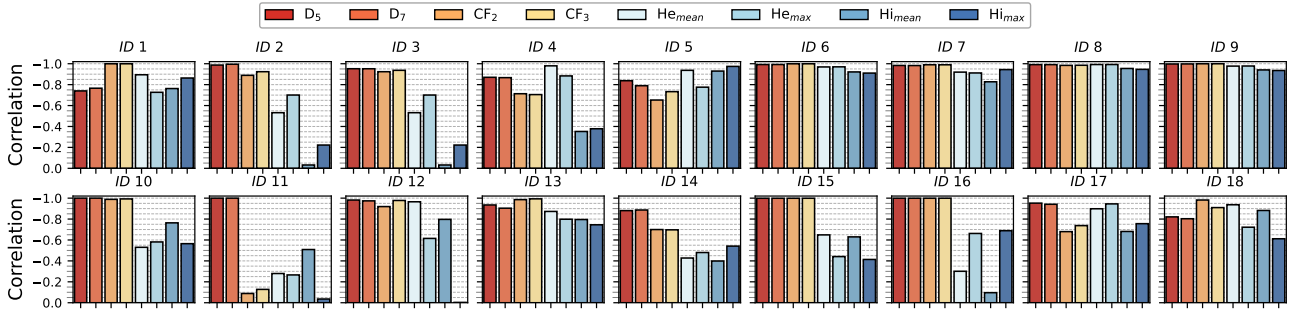 D5 D7 CF2 CF3 Hemean Hemax Himean Himax
ID 1 ID 2 ID 3 ID 4 ID 5 ID 6 ID 7 ID 8 ID 9
Correlation
−1.0
−0.8
−0.6
−0.4
−0.2
0.0
ID 10 ID 11 ID 12 ID 13 ID 14 ID 15 ID 16 ID 17 ID 18
Correlation
−1.0
−0.8
−0.6
−0.4
−0.2
0.0